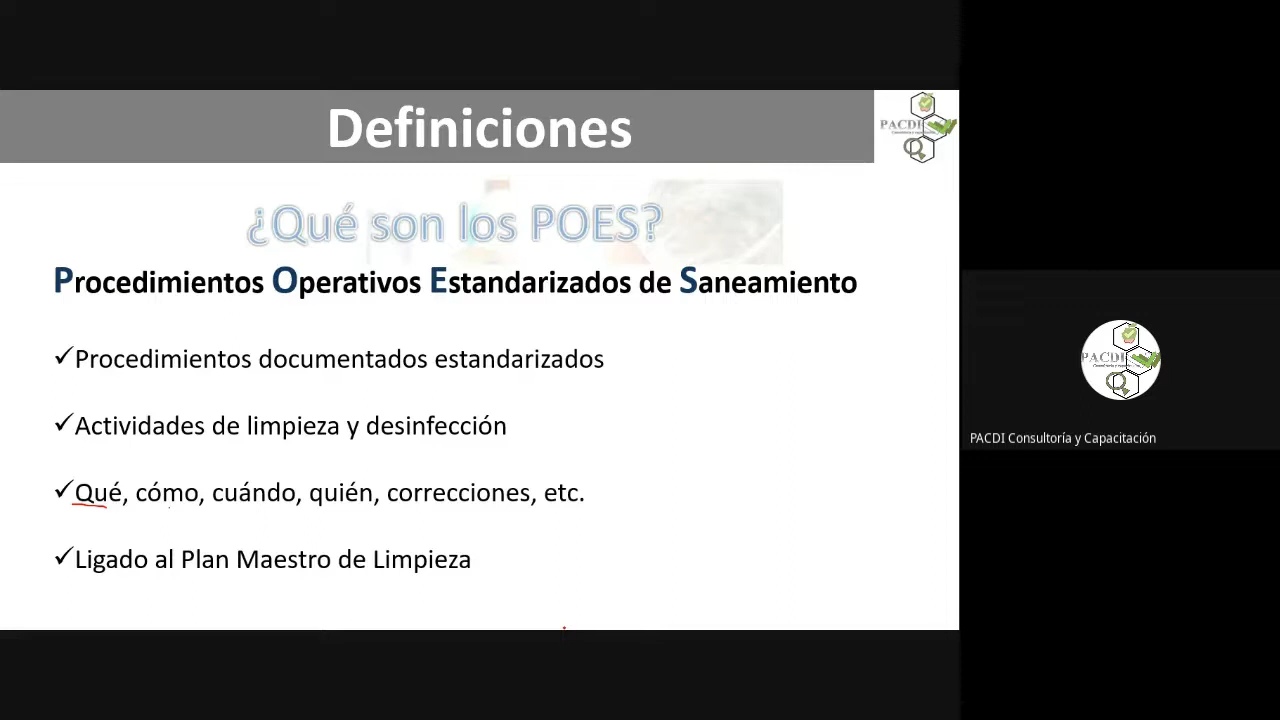 Definiciones
PACDI
¿Qué son los POES?
Procedimientos Operativos Estandarizados de Saneamiento
✓Procedimientos documentados estandarizados
✓Actividades de limpieza y desinfección
✓Qué, cómo, cuándo, quién, correcciones, etc.
✓Ligado al Plan Maestro de Limpieza
PACDI
PACDI Consultoría y Capacitación